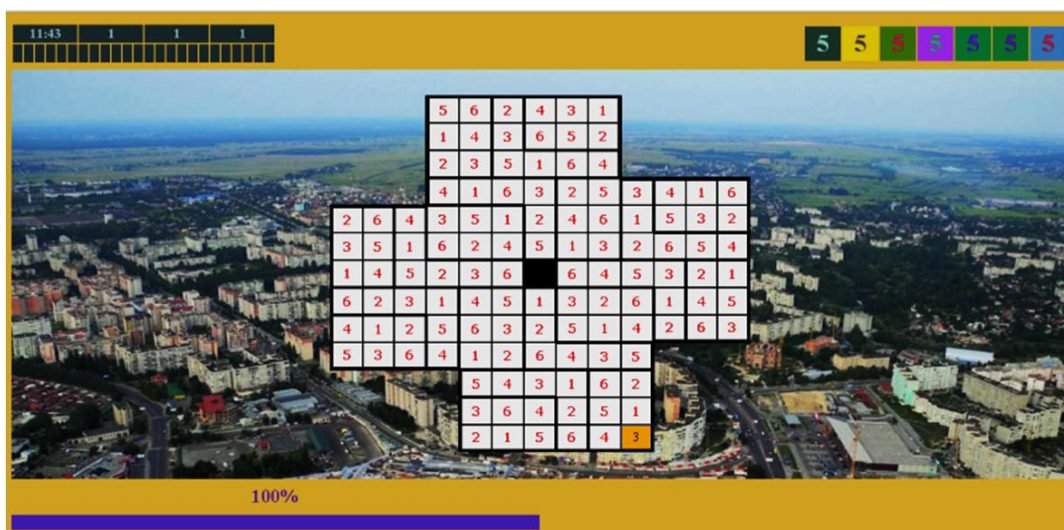 11:43 1 1 1
5 5 5 5 5 5 5
5 6 2 4 3 1
1 4 3 6 5 2
2 3 5 1 6 4
4 1 6 3 2 5 3 4 1 6
2 6 4 3 5 1 2 4 6 1 5 3 2
3 5 1 6 2 4 5 1 3 2 6 5 4
1 4 5 2 3 6 6 4 5 3 2 1
6 2 3 1 4 5 1 3 2 6 1 4 5
4 1 2 5 6 3 2 5 1 4 2 6 3
5 3 6 4 1 2 6 4 3 5
5 4 3 1 6 2
3 6 4 2 5 1
2 1 5 6 4 3
100%